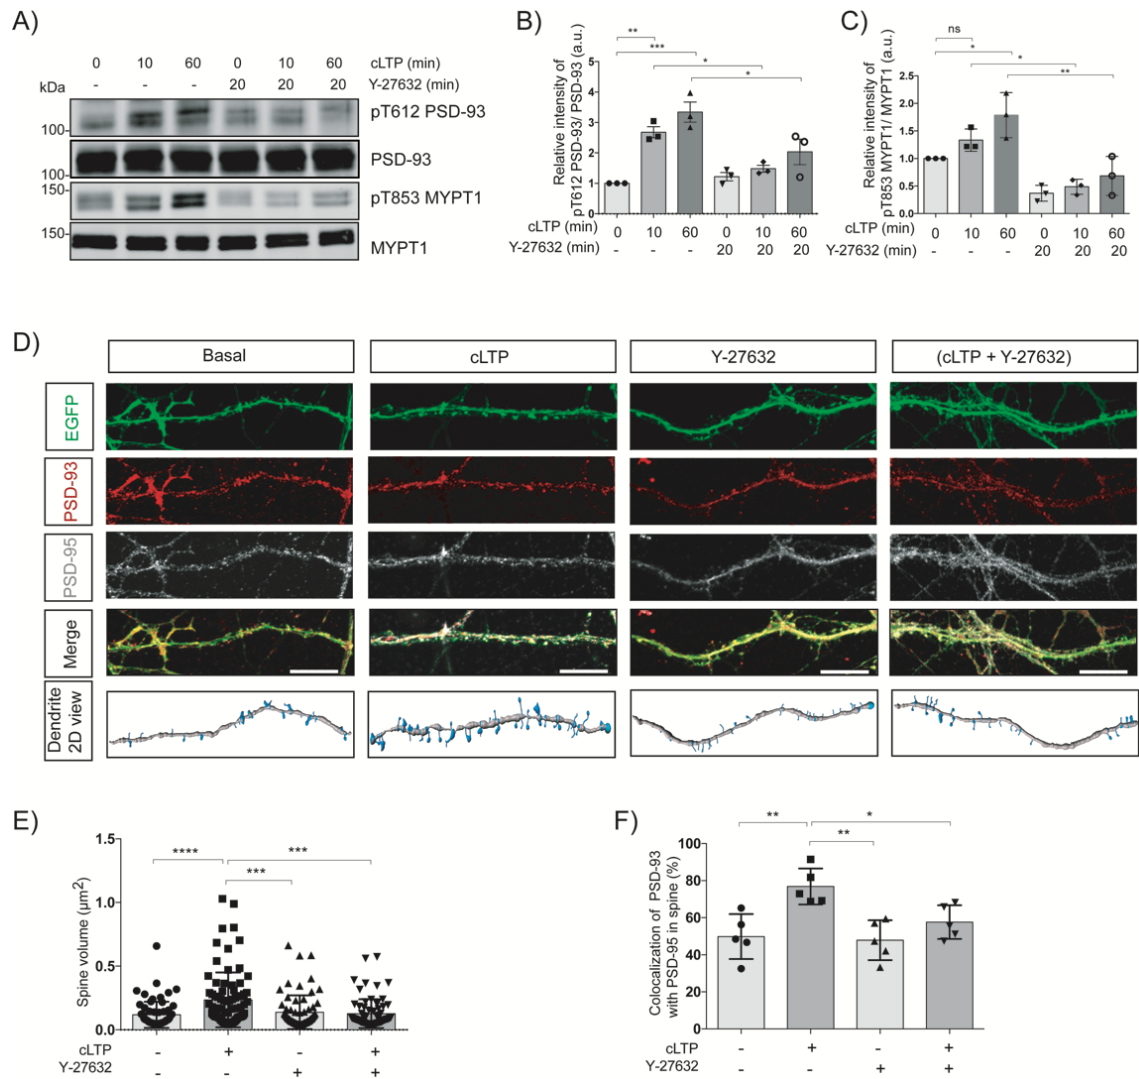 A)
0 10 60 0 10 60 cLTP (min)
kDa - - - 20 20 20 Y-27632 (min)
pT612 PSD-93
100
PSD-93
100
150
pT853 MYPT1
150
MYPT1
B)
Relative intensity of
pT612 PSD-93/ PSD-93 (a.u.)
**
***
*
*
5
4
3
2
1
0
cLTP 0 10 60 0 10 60
(min)
Y-27632 (min) - - - 20 20 20
C)
Relative intensity of
pT853 MYPT1/ MYPT1 (a.u.)
ns
*
*
**
2.5
2.0
1.5
1.0
0.5
0.0
cLTP 0 10 60 0 10 60
(min)
Y-27632 (min) - - - 20 20 20
D)
Basal cLTP Y-27632 (cLTP + Y-27632)
EGFP
PSD-93
PSD-95
Merge
Dendrite
2D view
E)
Spine volume (μm2)
****
***
***
1.5
1.0
0.5
0.0
cLTP - + - +
Y-27632 - - + +
F)
Colocalization of PSD-93
with PSD-95 in spine (%)
**
*
**
100
80
60
40
20
0
cLTP - + - +
Y-27632 - - + +